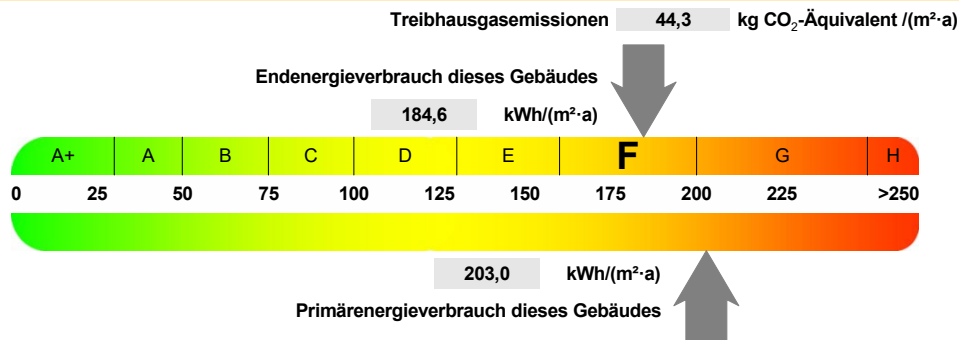 Treibhausgasemissionen 44,3 kg CO₂-Äquivalent /(m²·a)
Endenergieverbrauch dieses Gebäudes
184,6 kWh/(m²·a)
A+ A B C D E F G H
0 25 50 75 100 125 150 175 200 225 >250
203,0 kWh/(m²·a)
Primärenergieverbrauch dieses Gebäudes